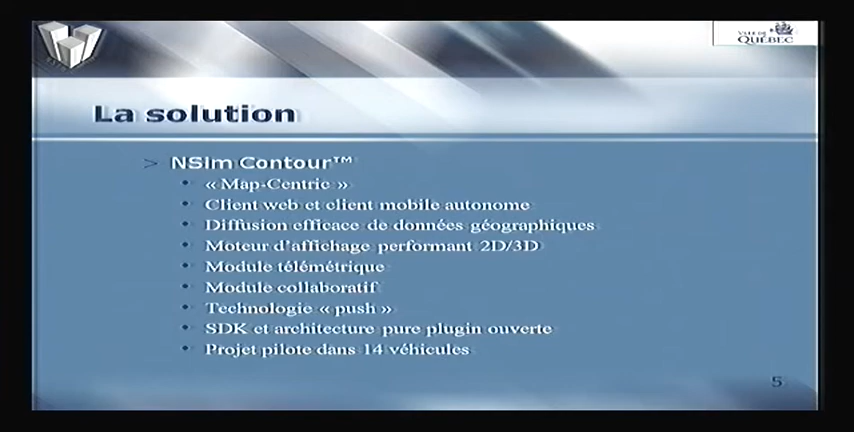 VILLE DE
QUÉBEC
La solution
> NSim Contour™
• « Map-Centric »
• Client web et client mobile autonome
• Diffusion efficace de données géographiques
• Moteur d'affichage performant 2D/3D
• Module télémétrique
• Module collaboratif
• Technologie « push »
• SDK et architecture pure plugin ouverte
• Projet pilote dans 14 véhicules
5